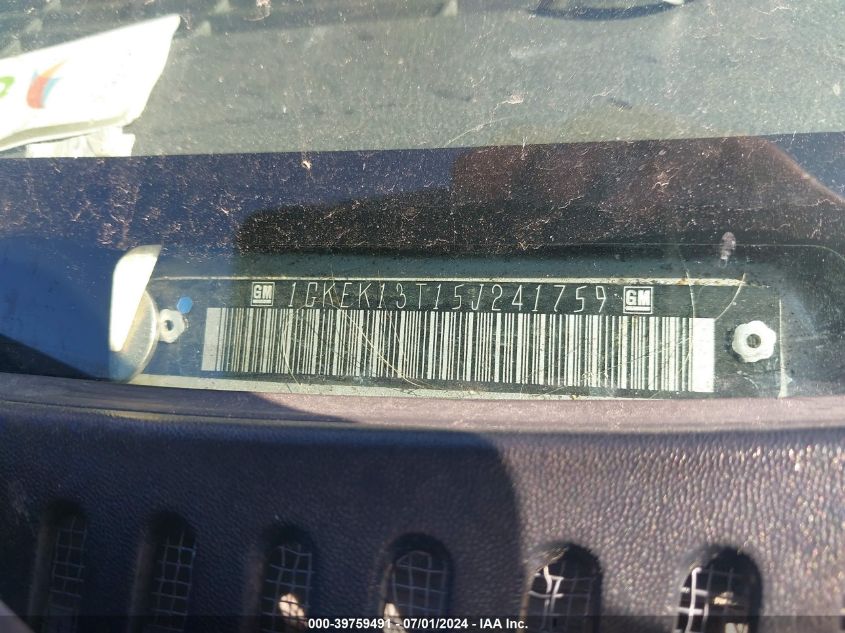 GM 1GKEK13T15J241759 GM
000-39759491 - 07/01/2024 - IAA Inc.